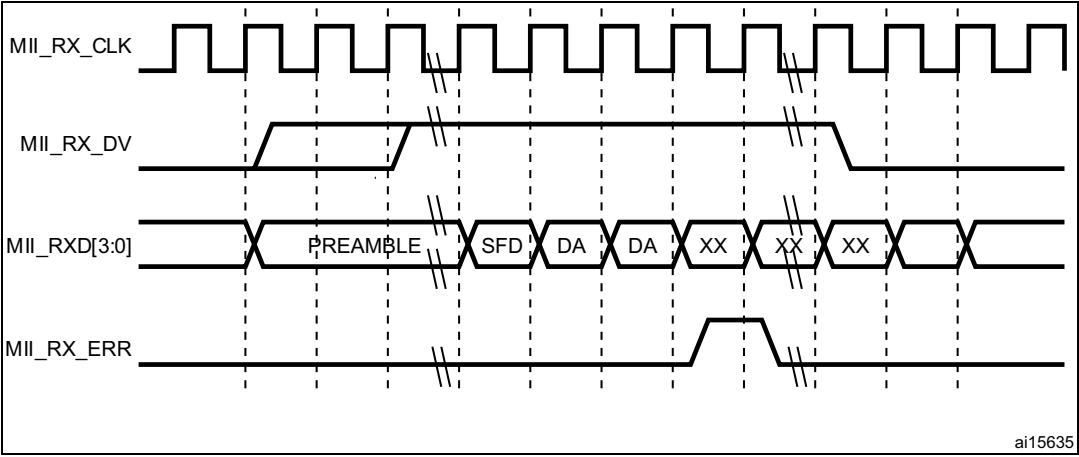 MII_RX_CLK
MII_RX_DV
MII_RXD[3:0] PREAMBLE SFD DA DA XX XX XX
MII_RX_ERR
ai15635